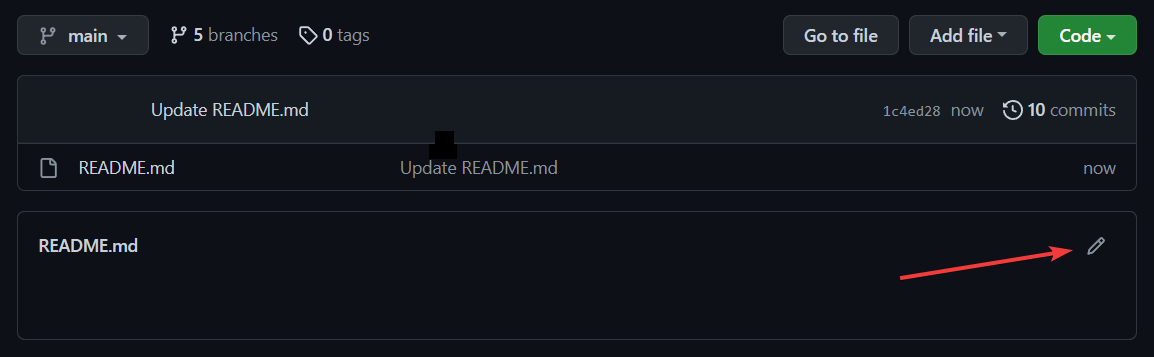 main 5 branches 0 tags Go to file Add file Code
Update README.md 1c4ed28 now 10 commits
README.md Update README.md now
README.md